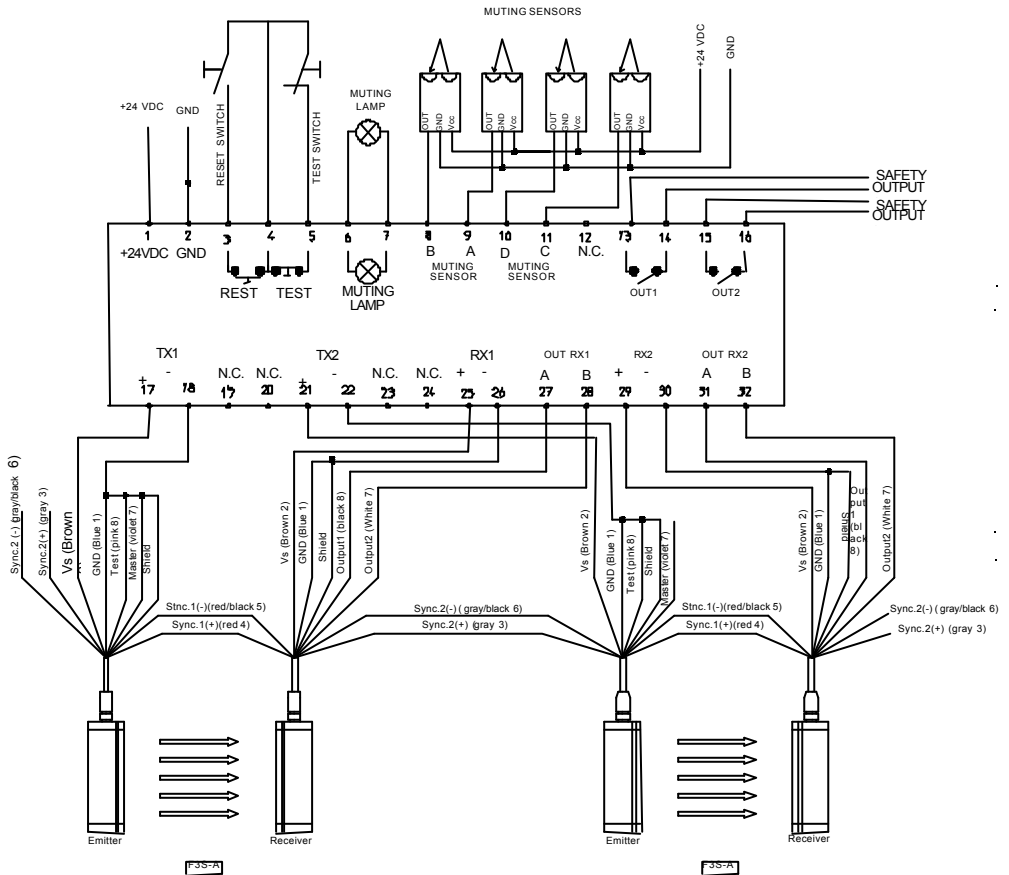 MUTING SENSORS
+24 VDC
GND
MUTING
LAMP
+24 VDC
GND
RESET SWITCH
TEST SWITCH
OUT
GND
Vcc
OUT
GND
Vcc
OUT
GND
Vcc
OUT
GND
Vcc
SAFETY
OUTPUT
SAFETY
OUTPUT
1 2 3 4 5 6 7 8 9 10 11 12 13 14 15 16
+24VDC GND
B A D C N.C.
MUTING
SENSOR
MUTING
SENSOR
REST TEST
MUTING
LAMP
OUT1
OUT2
TX1 TX2 RX1 OUT RX1 RX2 OUT RX2
+ - N.C. N.C. + - N.C. N.C. + - A B + - A B
17 18 19 20 21 22 23 24 25 26 27 28 29 30 31 32
Sync.2 (-) (gray/black 6)
Sync.2(+) (gray 3)
Vs (Brown
GND (Blue 1)
Test(pink8)
Master(violet7)
Shield
Vs (Brown 2)
GND (Blue 1)
Shield
Output1 (black 8)
Output2 (White 7)
Vs (Brown 2)
GND (Blue 1)
Test (pink 8)
Shield
Master (violet 7)
Vs (Brown 2)
GND (Blue 1)
Shield
Out
put
1
(bl
ack
8)
Output2 (White 7)
Stnc.1(-)(red/black 5)
Sync.1(+)(red 4)
Sync.2(-) ( gray/black 6)
Sync.2(+) (gray 3)
Stnc.1(-)(red/black5)
Sync.1(+)(red 4)
Sync.2(-) (gray/black 6)
Sync.2(+) (gray 3)
Emitter
Receiver
Emitter
Receiver
F3S-A
F3S-A